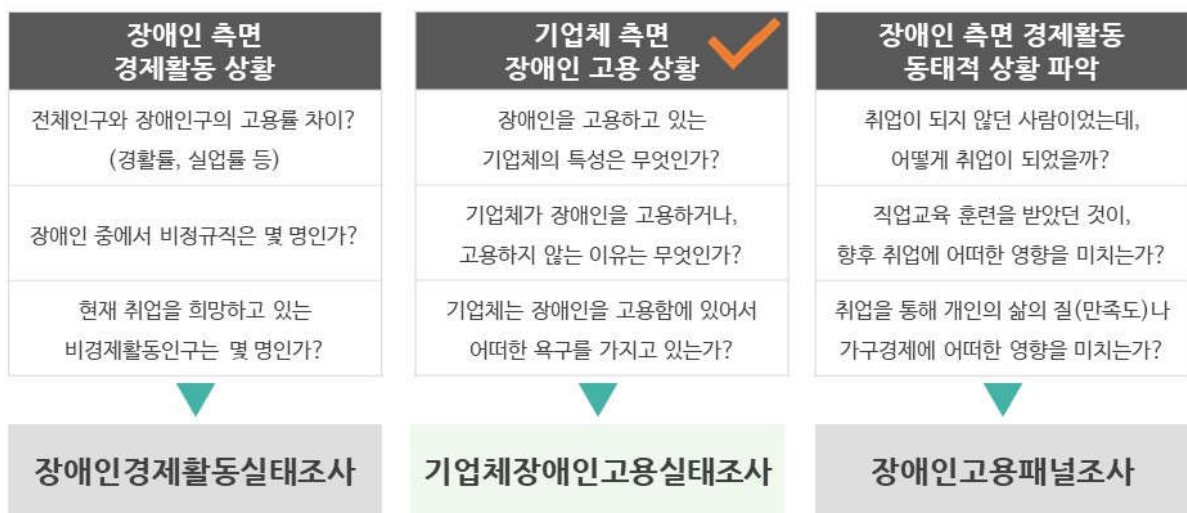 장애인 측면
경제활동 상황
전체인구와 장애인구의 고용률 차이?
(경활률, 실업률 등)
장애인 중에서 비정규직은 몇 명인가?
현재 취업을 희망하고 있는
비경제활동인구는 몇 명인가?
장애인경제활동실태조사
기업체 측면
장애인 고용 상황
장애인을 고용하고 있는
기업체의 특성은 무엇인가?
기업체가 장애인을 고용하거나,
고용하지 않는 이유는 무엇인가?
기업체는 장애인을 고용함에 있어서
어떠한 욕구를 가지고 있는가?
기업체장애인고용실태조사
장애인 측면 경제활동
동태적 상황 파악
취업이 되지 않던 사람이었는데,
어떻게 취업이 되었을까?
직업교육 훈련을 받았던 것이,
향후 취업에 어떠한 영향을 미치는가?
취업을 통해 개인의 삶의 질(만족도)나
가구경제에 어떠한 영향을 미치는가?
장애인고용패널조사